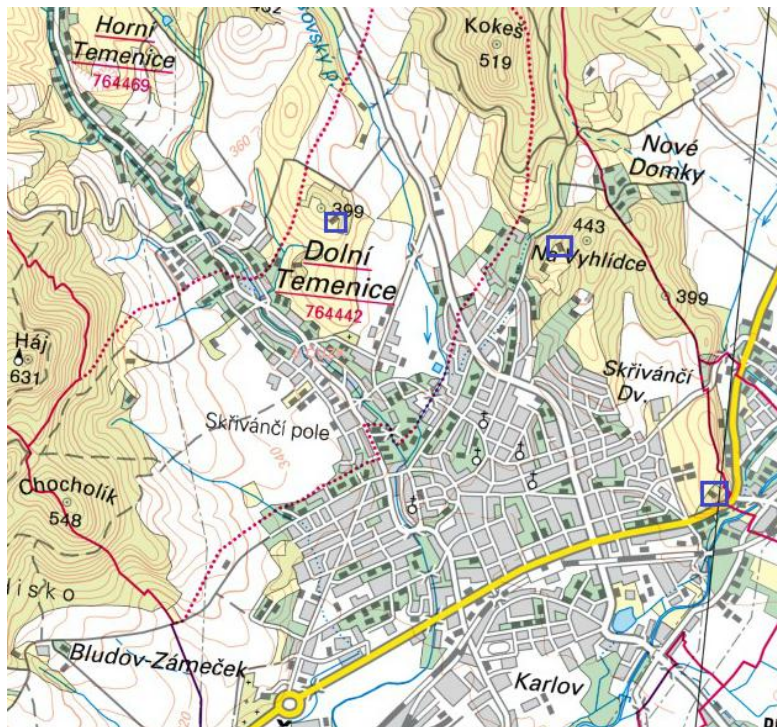 Horní
Temenice
764469
Kokeš
519
360
Nové
Domky
399
443
Dolní
Temenice
764442
Na Vyhlídce
399
Háj
631
Skřivánčí
Dv.
Skřivánčí pole
340
Chocholík
548
Bludov-Zámeček
Karlov
320